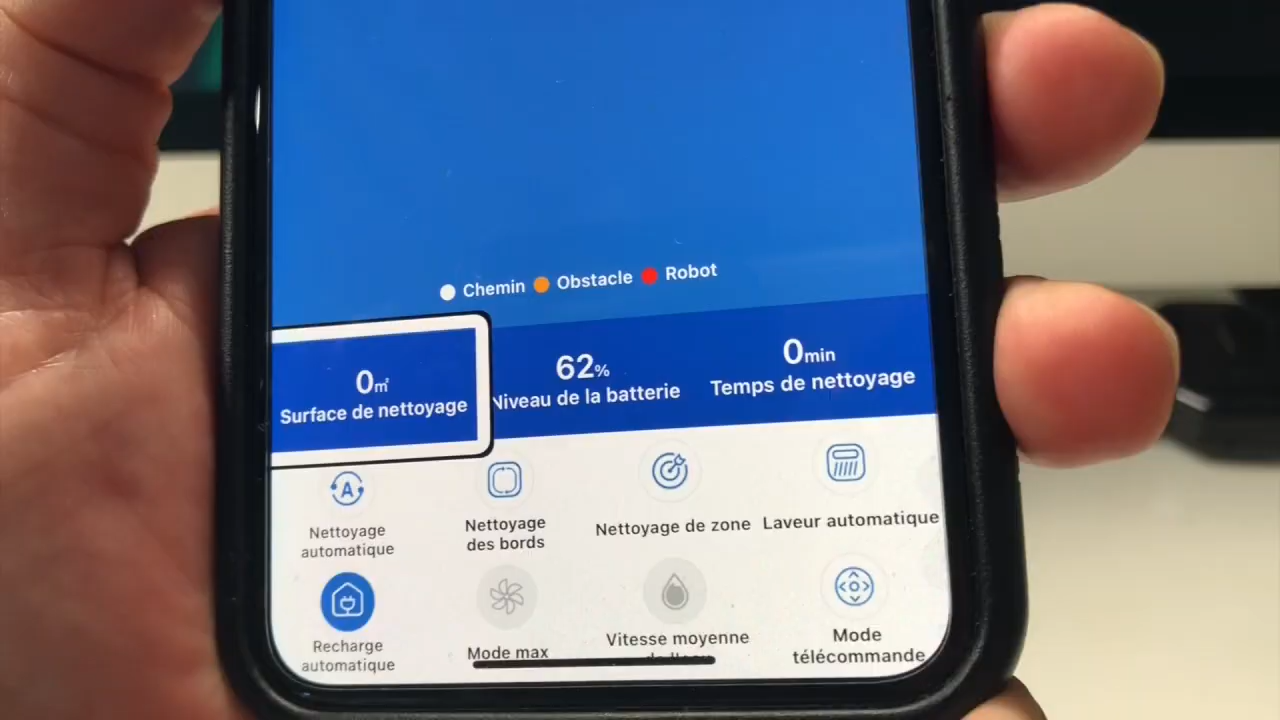 Chemin Obstacle Robot
0㎡ 62% 0min
Surface de nettoyage Niveau de la batterie Temps de nettoyage
Nettoyage automatique
Nettoyage des bords
Nettoyage de zone
Laveur automatique
Recharge automatique
Mode max
Vitesse moyenne
Mode télécommande